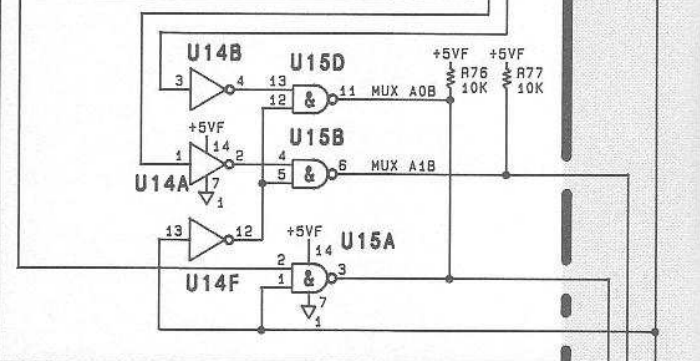 U14B
U15D
+5VF +5VF
3 4 13 11 MUX A0B
R76 R77
10K 10K
12 &
+5VF
14
U15B
1 2 4 6 MUX A1B
5 &
U14A 7
1
13 12
+5VF
14
U15A
2 3
1 &
U14F
7
1